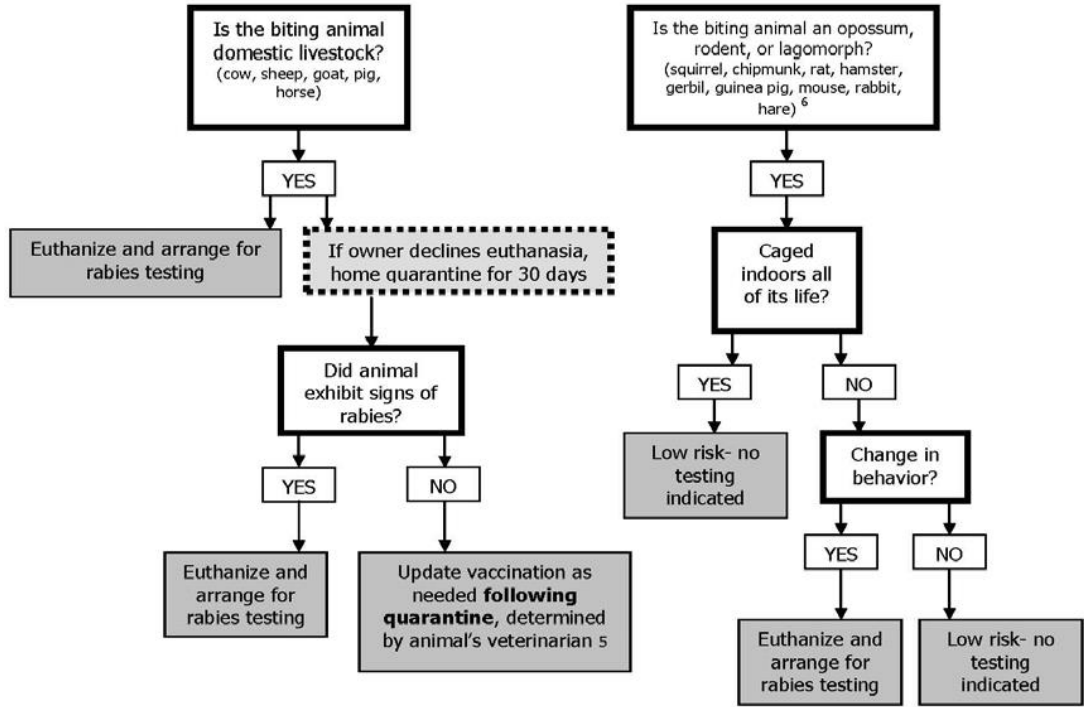 Is the biting animal
domestic livestock?
(cow, sheep, goat, pig,
horse)
YES
Euthanize and arrange for
rabies testing
If owner declines euthanasia,
home quarantine for 30 days
Did animal
exhibit signs of
rabies?
YES
NO
Euthanize and
arrange for
rabies testing
Update vaccination as
needed following
quarantine, determined
by animal's veterinarian 5
Is the biting animal an opossum,
rodent, or lagomorph?
(squirrel, chipmunk, rat, hamster,
gerbil, guinea pig, mouse, rabbit,
hare) 6
YES
Caged
indoors all
of its life?
YES
NO
Low risk- no
testing
indicated
Change in
behavior?
YES
NO
Euthanize and
arrange for
rabies testing
Low risk- no
testing
indicated